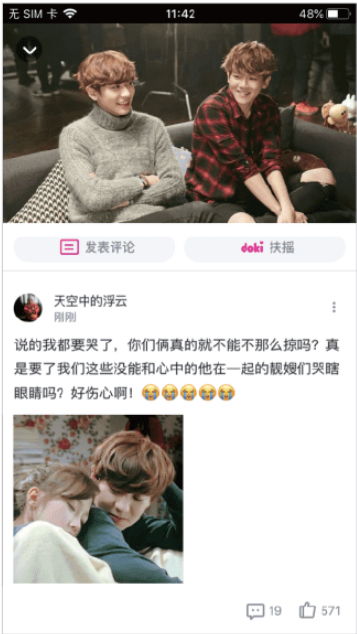 无 SIM 卡
11:42
48%
发表评论
doki 扶摇
天空中的浮云
刚刚
说的我都要哭了，你们俩真的就不能不那么掠吗？真
是要了我们这些没能和心中的他在一起的靓嫂们哭瞎
眼睛吗？好伤心啊！😭😭😭😭😭
19
571